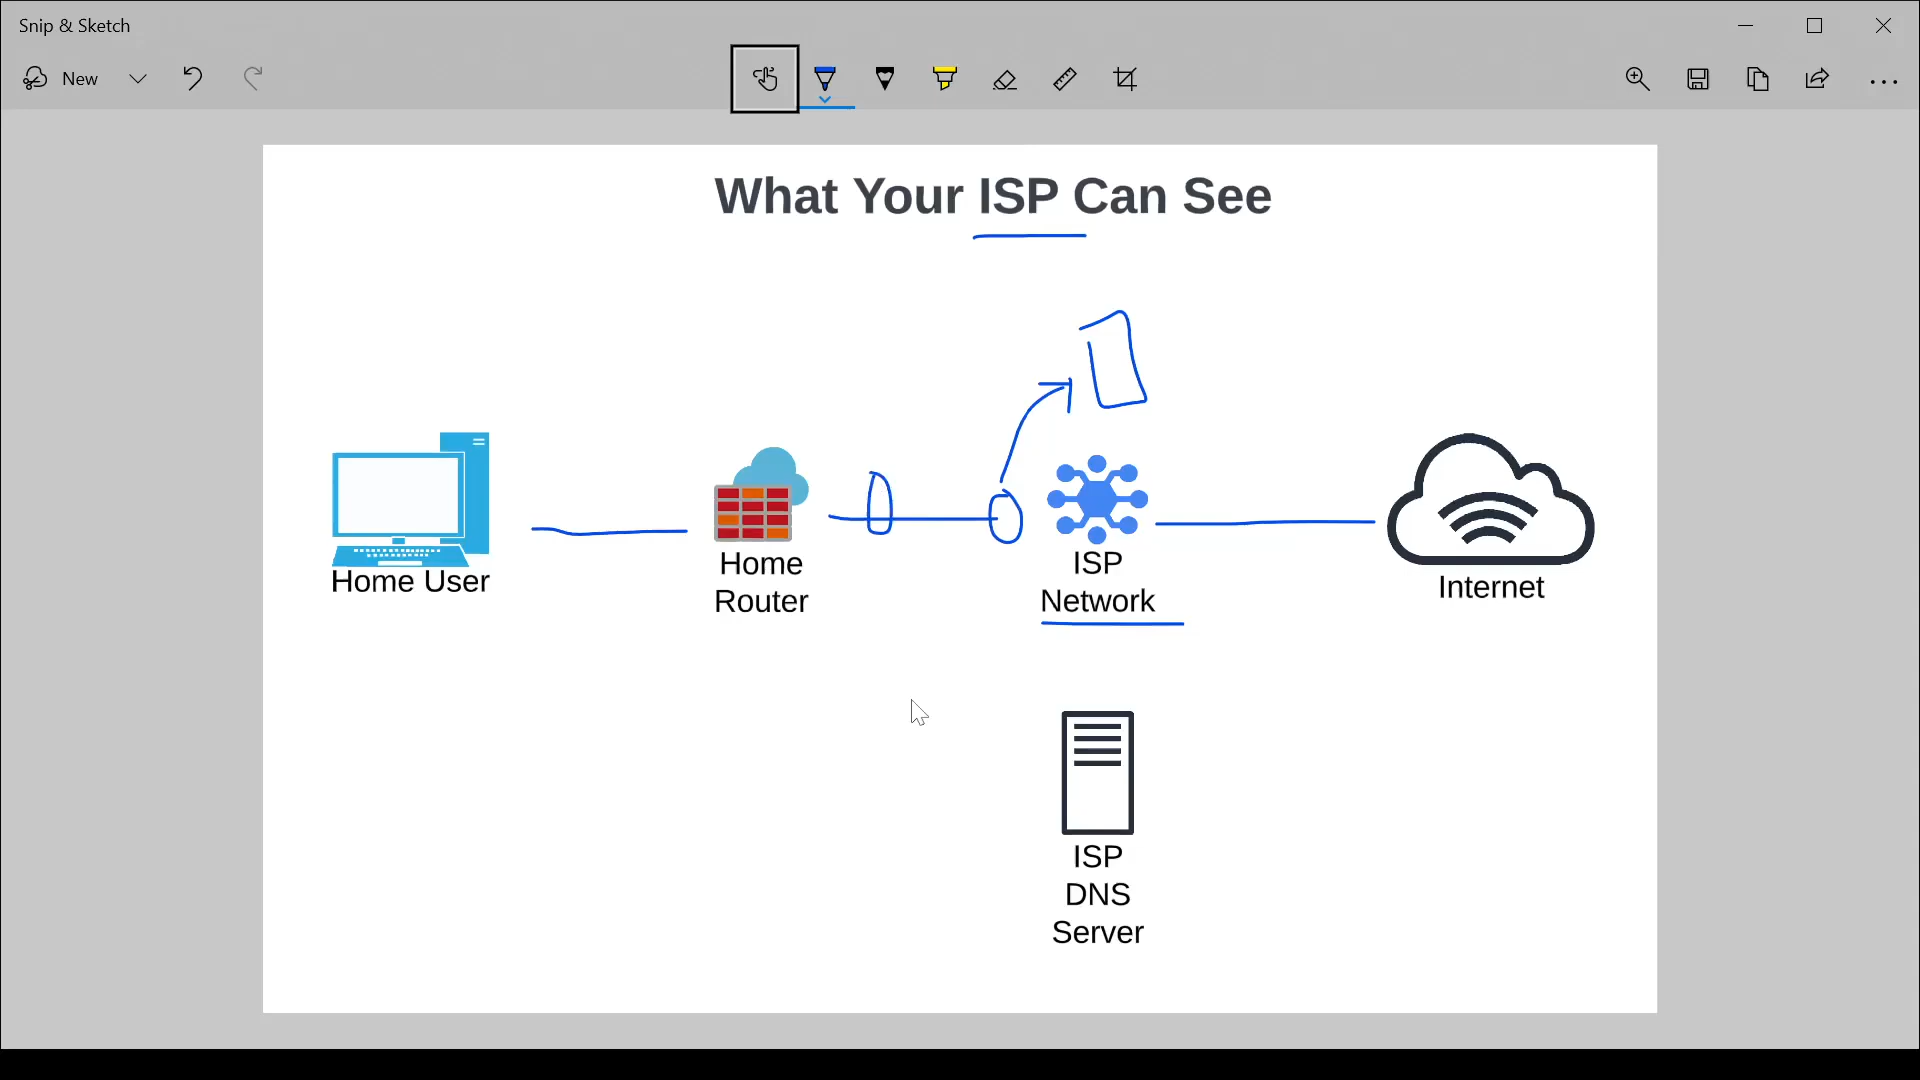 Snip & Sketch
New
What Your ISP Can See
Home User
Home
Router
ISP
Network
Internet
ISP
DNS
Server